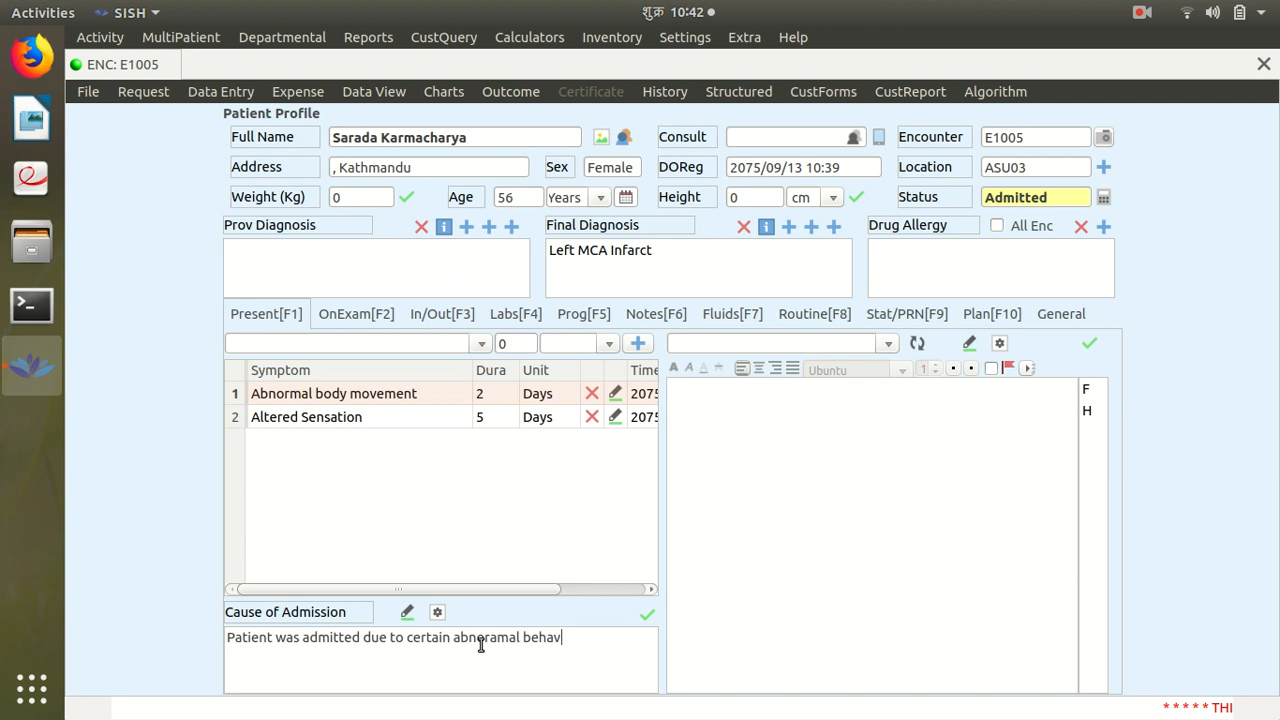 Activities SISH शुक्र 10:42
Activity MultiPatient Departmental Reports CustQuery Calculators Inventory Settings Extra Help
ENC: E1005
File Request Data Entry Expense Data View Charts Outcome Certificate History Structured CustForms CustReport Algorithm
Patient Profile
Full Name Sarada Karmacharya Consult Encounter E1005
Address , Kathmandu Sex Female DOReg 2075/09/13 10:39 Location ASU03
Weight (Kg) 0 Age 56 Years Height 0 cm Status Admitted
Prov Diagnosis Final Diagnosis Drug Allergy All Enc
Left MCA Infarct
Present[F1] OnExam[F2] In/Out[F3] Labs[F4] Prog[F5] Notes[F6] Fluids[F7] Routine[F8] Stat/PRN[F9] Plan[F10] General
0
Symptom Dura Unit Time
A A A A Ubuntu 1
1 Abnormal body movement 2 Days 2075
F
2 Altered Sensation 5 Days 2075
H
Cause of Admission
Patient was admitted due to certain abnoramal behav
* * * * * THI